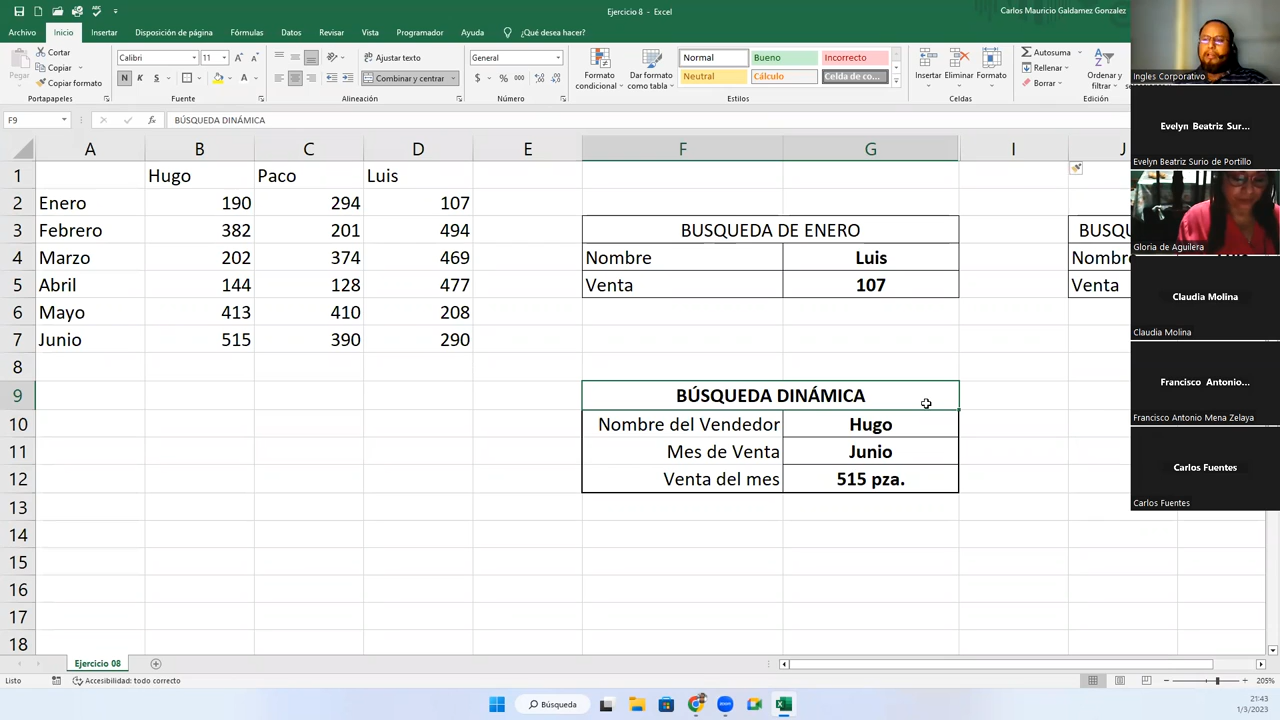 Ejercicio 8 - Excel
Carlos Mauricio Galdamez Gonzalez
Archivo Inicio Insertar Disposición de página Fórmulas Datos Revisar Vista Programador Ayuda ¿Qué desea hacer?
Pegar
Cortar
Copiar
Copiar formato
Portapapeles
Calibri 11
N K S
Fuente
Ajustar texto
Combinar y centrar
Alineación
General
$ % 000
Número
Formato condicional
Dar formato como tabla
Normal Bueno Incorrecto
Neutral Cálculo Celda de co...
Estilos
Insertar Eliminar Formato
Celdas
Autosuma
Rellenar
Borrar
Ordenar y filtrar
Edición
F9 fx BÚSQUEDA DINÁMICA
A B C D E F G I J
1 Hugo Paco Luis
2 Enero 190 294 107
3 Febrero 382 201 494 BUSQUEDA DE ENERO BUSQU
4 Marzo 202 374 469 Nombre Luis Nombre
5 Abril 144 128 477 Venta 107 Venta
6 Mayo 413 410 208
7 Junio 515 390 290
8
9 BÚSQUEDA DINÁMICA
10 Nombre del Vendedor Hugo
11 Mes de Venta Junio
12 Venta del mes 515 pza.
13
14
15
16
17
18
Ejercicio 08
Listo Accesibilidad: todo correcto 205%
Búsqueda
21:43
1/3/2023
Ingles Corporativo
Evelyn Beatriz Sur...
Evelyn Beatriz Surio de Portillo
Gloria de Aguilera
Claudia Molina
Claudia Molina
Francisco Antonio...
Francisco Antonio Mena Zelaya
Carlos Fuentes
Carlos Fuentes